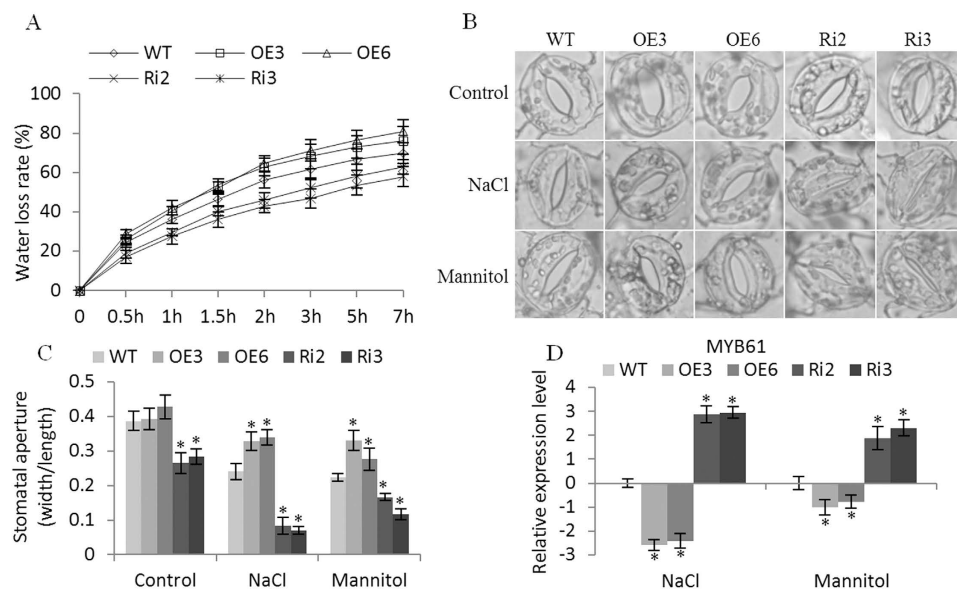 A
WT OE3 OE6
Ri2 Ri3
Water loss rate (%)
100
80
60
40
20
0
0 0.5h 1h 1.5h 2h 3h 5h 7h
B
WT OE3 OE6 Ri2 Ri3
Control
NaCl
Mannitol
C
WT OE3 OE6 Ri2 Ri3
Stomatal aperture
(width/length)
0.5
0.4
0.3
0.2
0.1
0
* *
* * * *
* * * *
Control NaCl Mannitol
D
MYB61
WT OE3 OE6 Ri2 Ri3
Relative expression level
4
3
2
1
0
-1
-2
-3
* * * *
* * * *
NaCl Mannitol